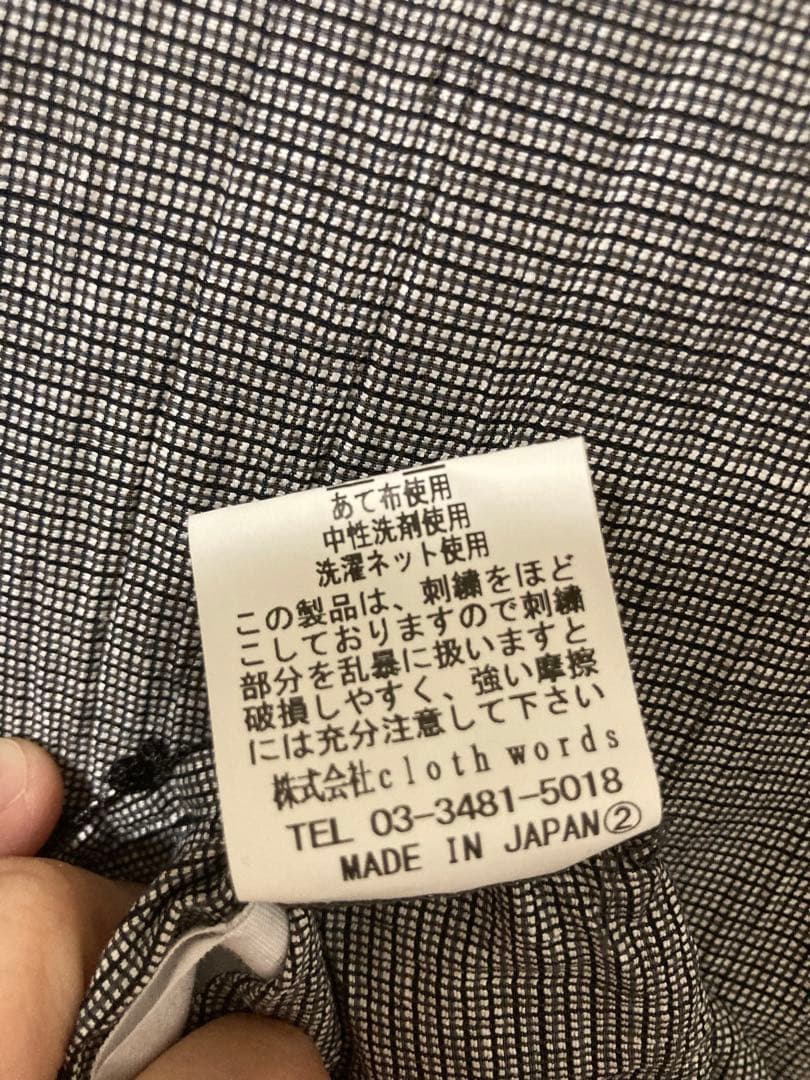 あて布使用
中性洗剤使用
洗濯ネット使用
この製品は、刺繍をほど
こしておりますので刺繍
部分を乱暴に扱いますと
破損しやすく、強い摩擦
には充分注意して下さい
株式会社cloth words
TEL 03-3481-5018
MADE IN JAPAN②